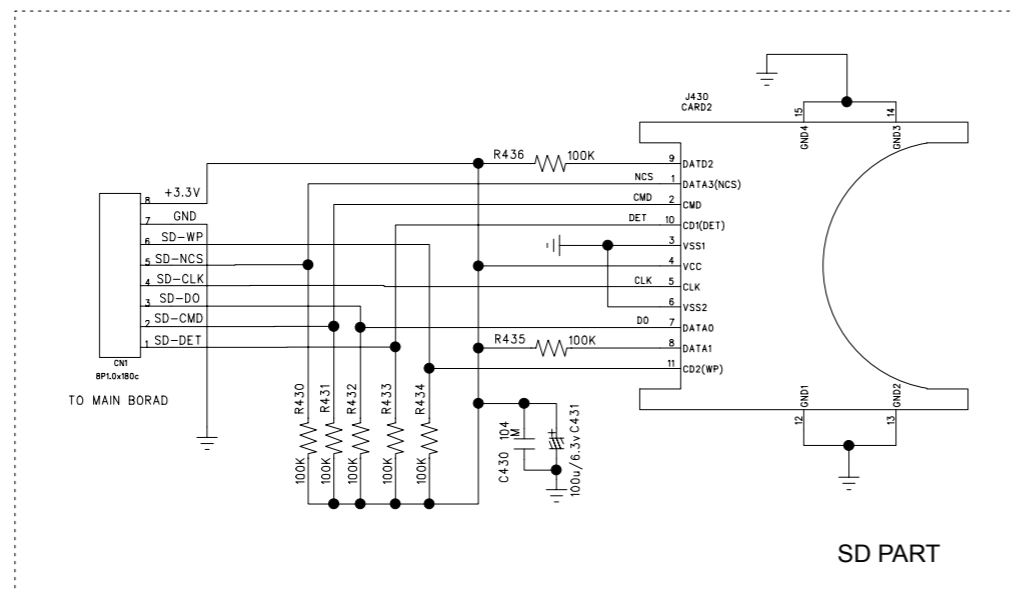 J430
CARD2
15
14
GND4
GND3
R436
100K
9
DATD2
NCS
1
DATA3(NCS)
+3.3V
8
CMD
2
CMD
GND
7
DET
10
CD1(DET)
SD-WP
6
3
VSS1
SD-NCS
5
4
VCC
SD-CLK
4
CLK
5
CLK
SD-DO
3
6
VSS2
SD-CMD
2
DO
7
DATA0
SD-DET
1
R435
100K
8
DATA1
CN1
8P1.0x180c
11
CD2(WP)
TO MAIN BORAD
GND1
GND2
12
13
R430
R431
R432
R433
R434
100K
100K
100K
100K
100K
C430
104
M
+
100u/6.3v
C431
SD PART